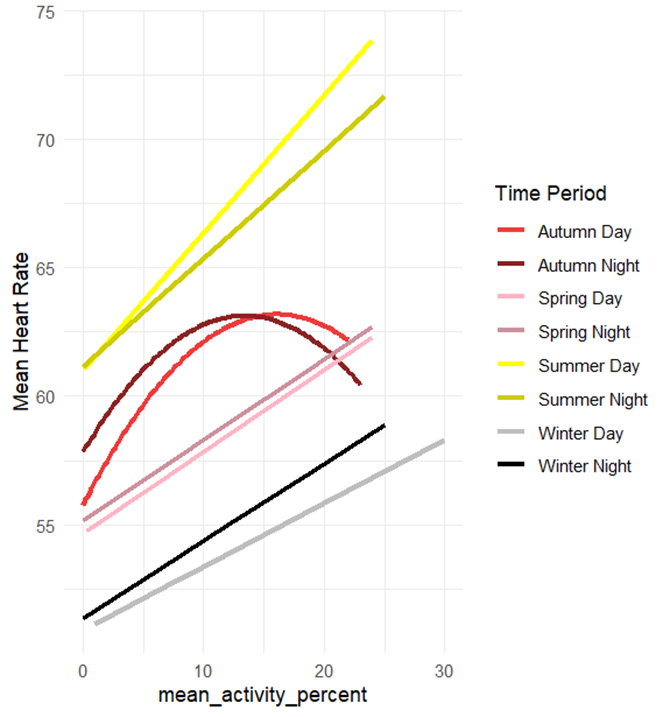 75
70
65
60
55
Mean Heart Rate
0 10 20 30
mean_activity_percent
Time Period
Autumn Day
Autumn Night
Spring Day
Spring Night
Summer Day
Summer Night
Winter Day
Winter Night